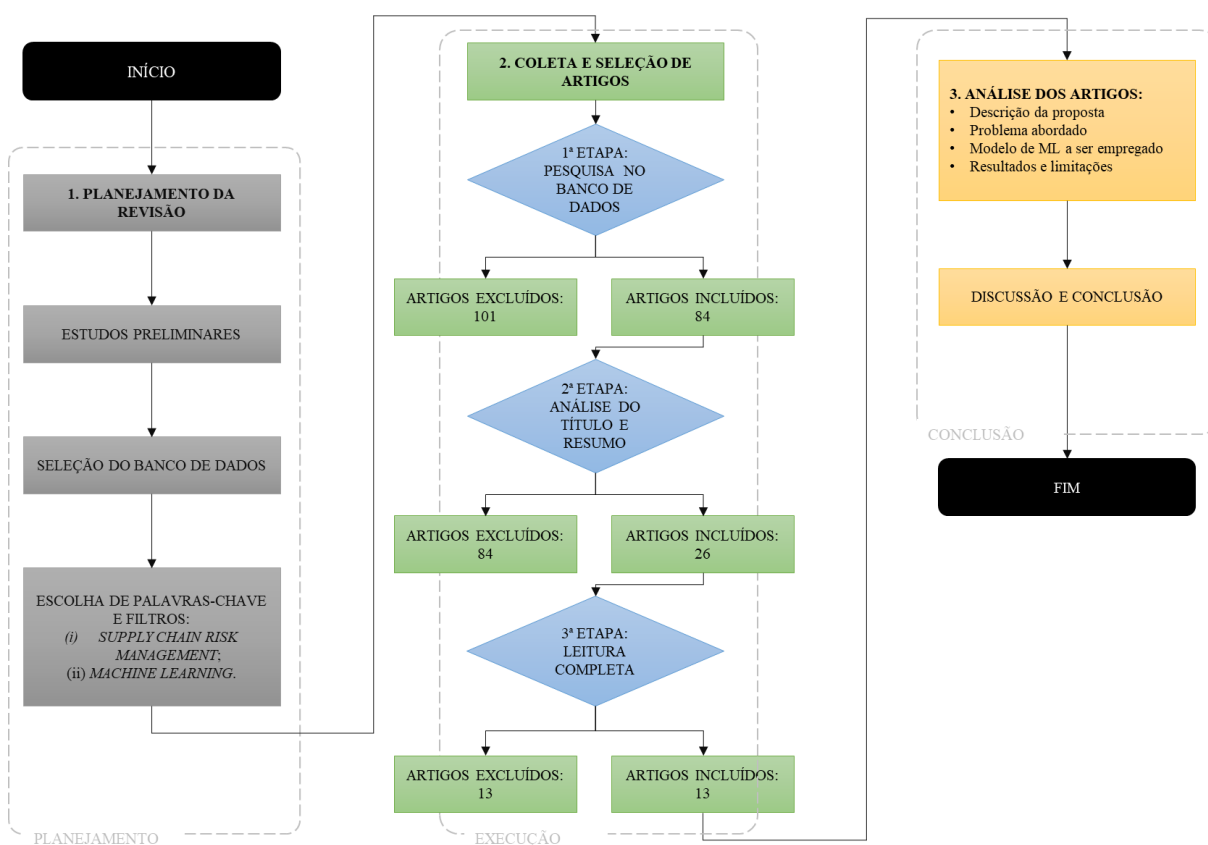 INÍCIO
1. PLANEJAMENTO DA
REVISÃO
ESTUDOS PRELIMINARES
SELEÇÃO DO BANCO DE DADOS
ESCOLHA DE PALAVRAS-CHAVE
E FILTROS:
(i) SUPPLY CHAIN RISK
MANAGEMENT;
(ii) MACHINE LEARNING.
PLANEJAMENTO
2. COLETA E SELEÇÃO DE
ARTIGOS
1ª ETAPA:
PESQUISA NO
BANCO DE
DADOS
ARTIGOS EXCLUÍDOS:
101
ARTIGOS INCLUÍDOS:
84
2ª ETAPA:
ANÁLISE DO
TÍTULO E
RESUMO
ARTIGOS EXCLUÍDOS:
84
ARTIGOS INCLUÍDOS:
26
3ª ETAPA:
LEITURA
COMPLETA
ARTIGOS EXCLUÍDOS:
13
ARTIGOS INCLUÍDOS:
13
EXECUÇÃO
3. ANÁLISE DOS ARTIGOS:
• Descrição da proposta
• Problema abordado
• Modelo de ML a ser empregado
• Resultados e limitações
DISCUSSÃO E CONCLUSÃO
CONCLUSÃO
FIM